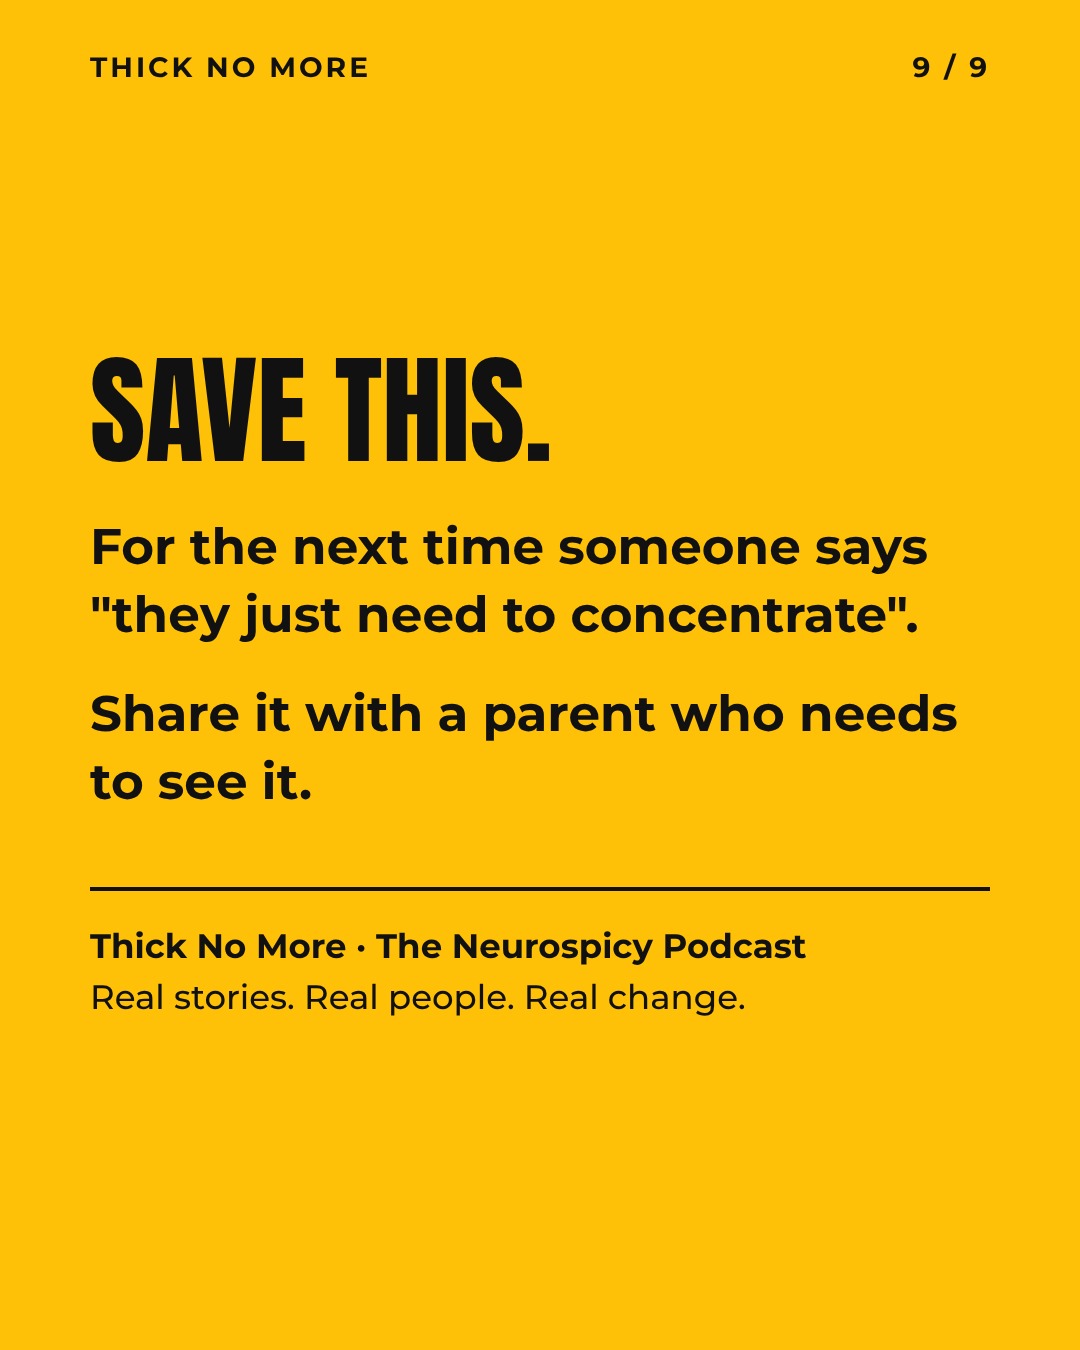 THICK NO MORE
9 / 9
SAVE THIS.
For the next time someone says
"they just need to concentrate".
Share it with a parent who needs
to see it.
Thick No More · The Neurospicy Podcast
Real stories. Real people. Real change.